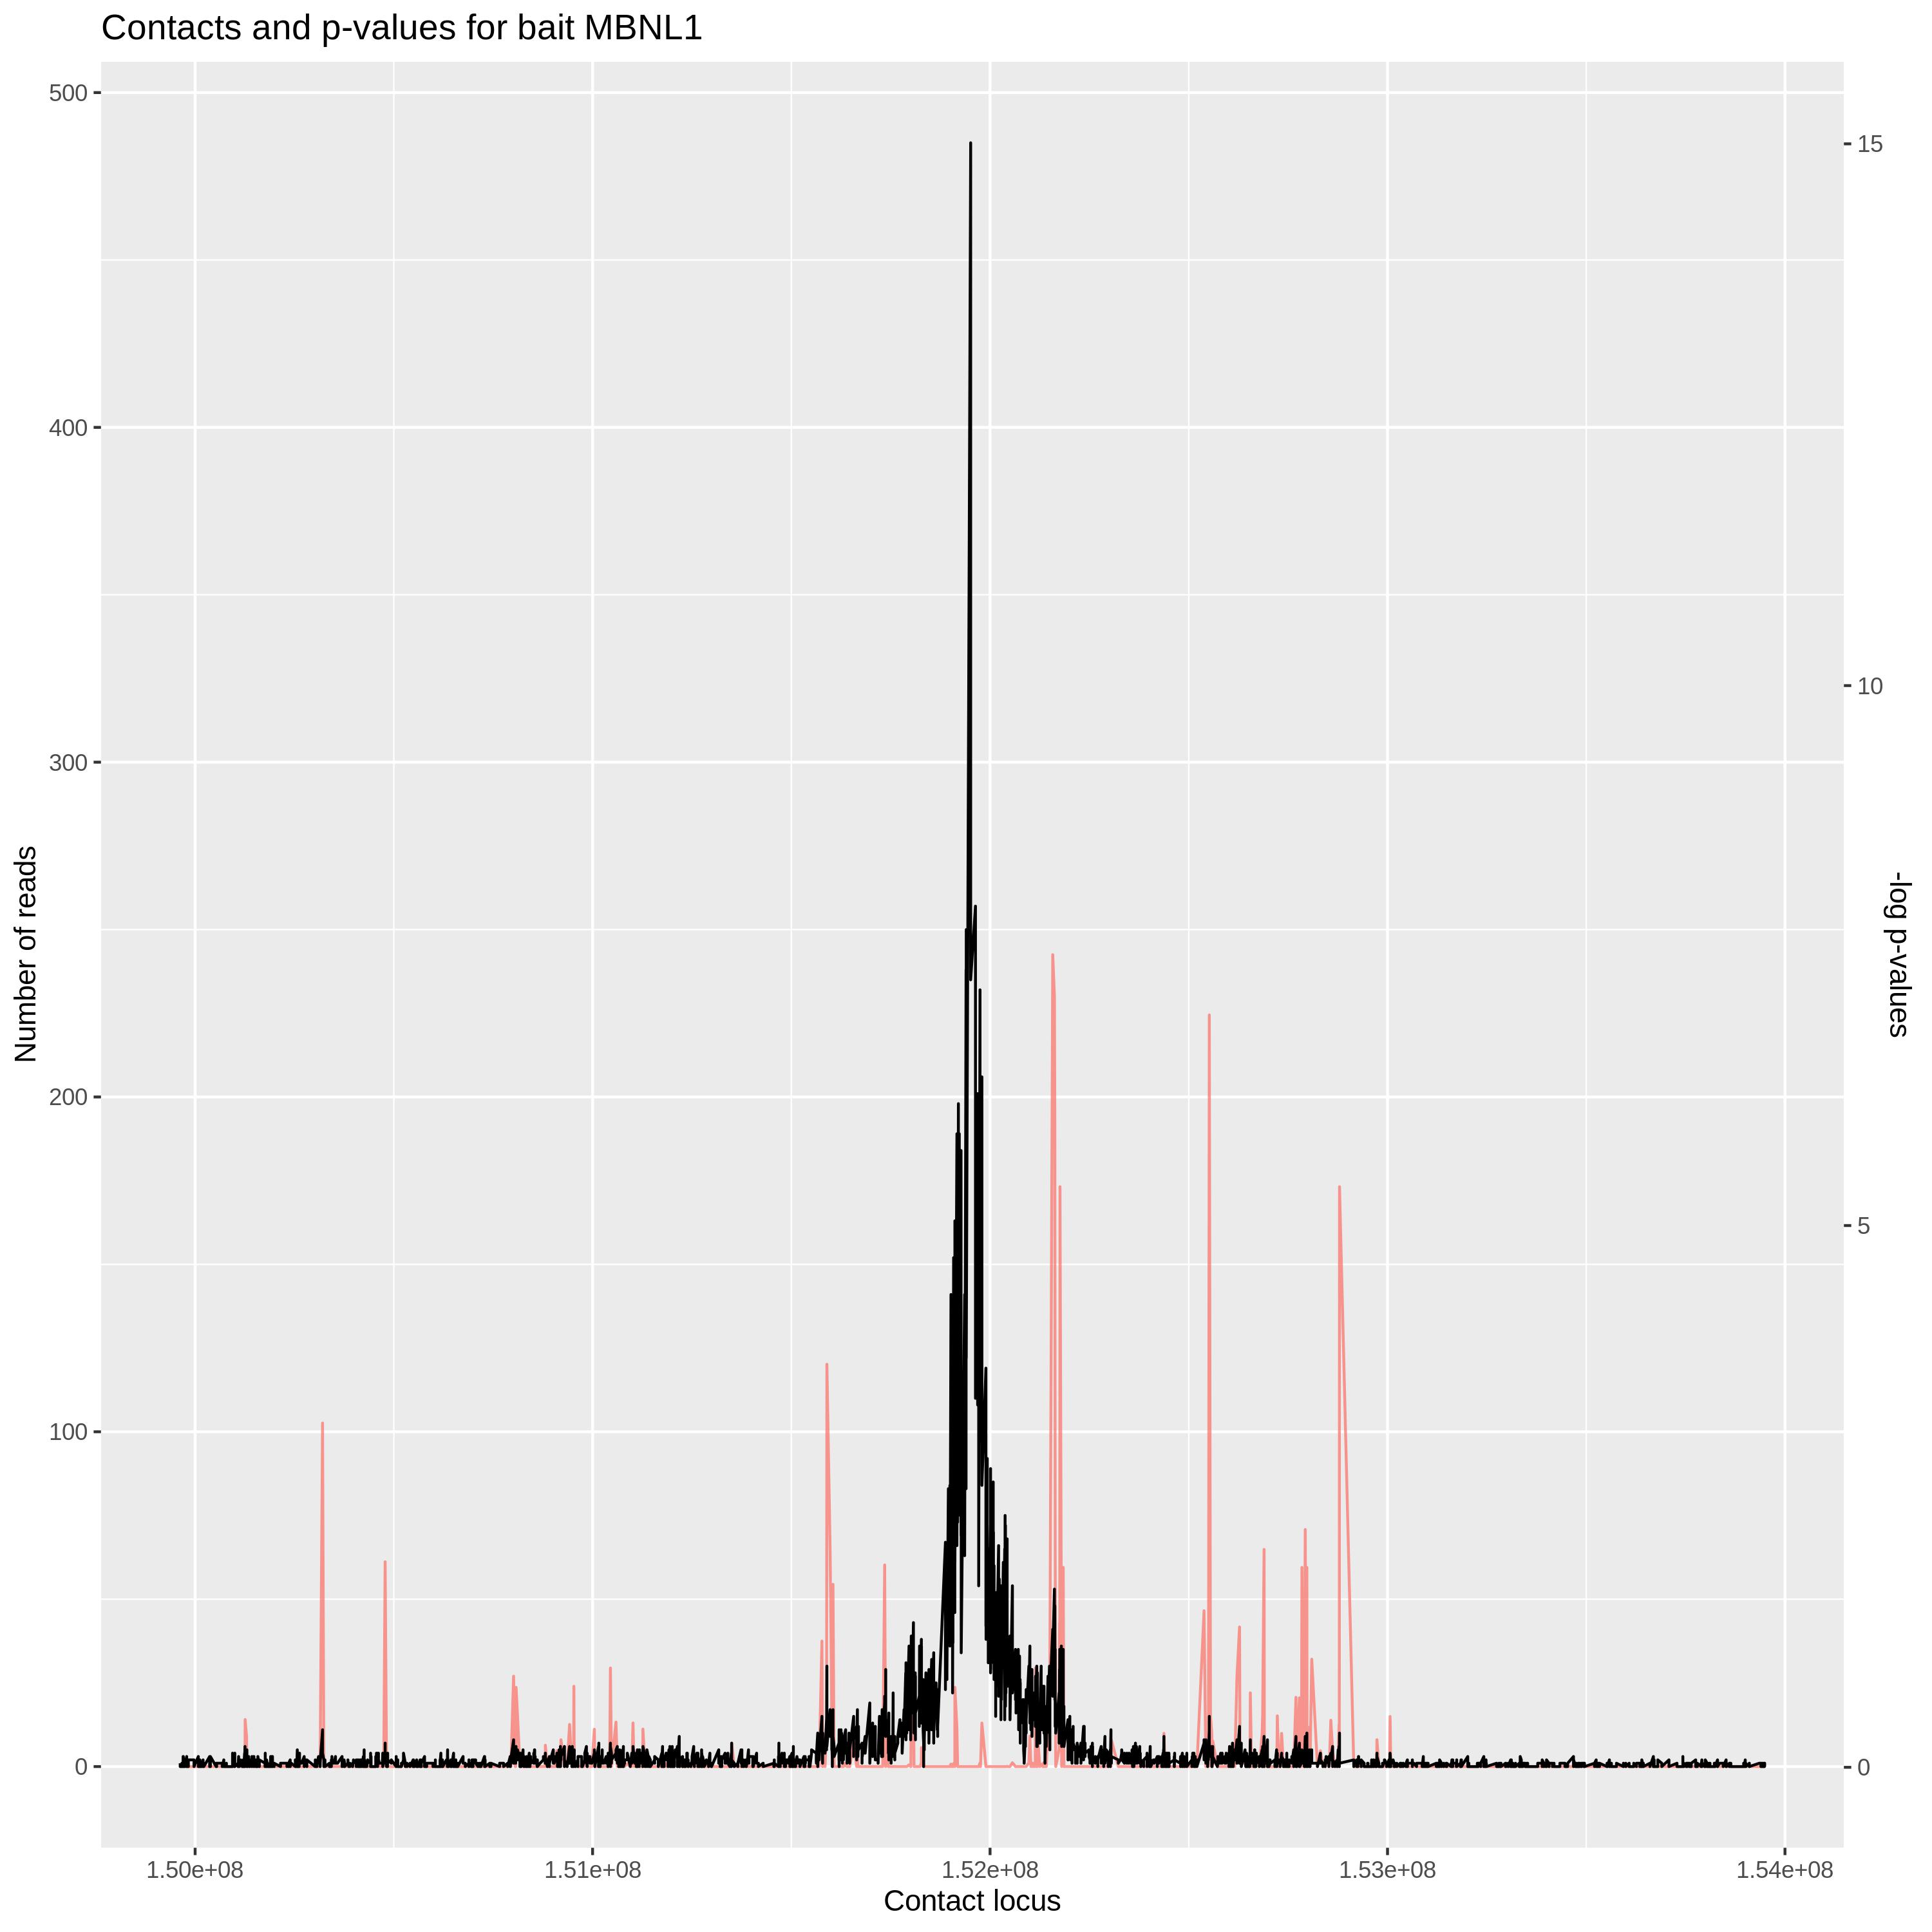 Contacts and p-values for bait MBNL1
500
400
300
200
100
0
Number of reads
15
10
5
0
-log p-values
1.50e+08
1.51e+08
1.52e+08
1.53e+08
1.54e+08
Contact locus